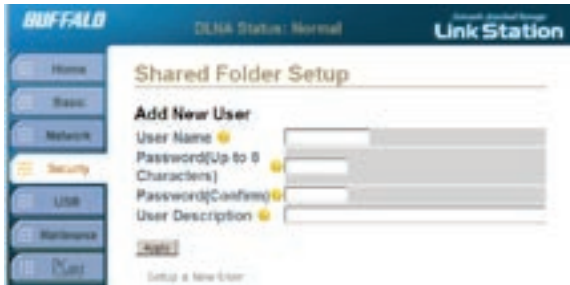 BUFFALO
DLNA Status: Normal
LinkStation
Home
Basic
Network
Security
USB
Maintenance
Shared Folder Setup
Add New User
User Name
Password(Up to 8
Characters)
Password(Confirm)
User Description
Apply
Setup a New User